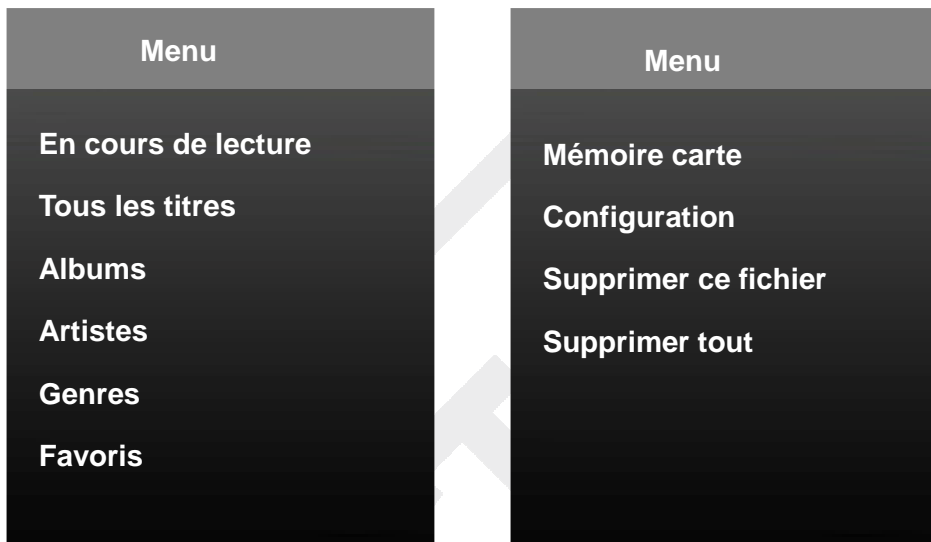 Menu
En cours de lecture
Tous les titres
Albums
Artistes
Genres
Favoris
Menu
Mémoire carte
Configuration
Supprimer ce fichier
Supprimer tout